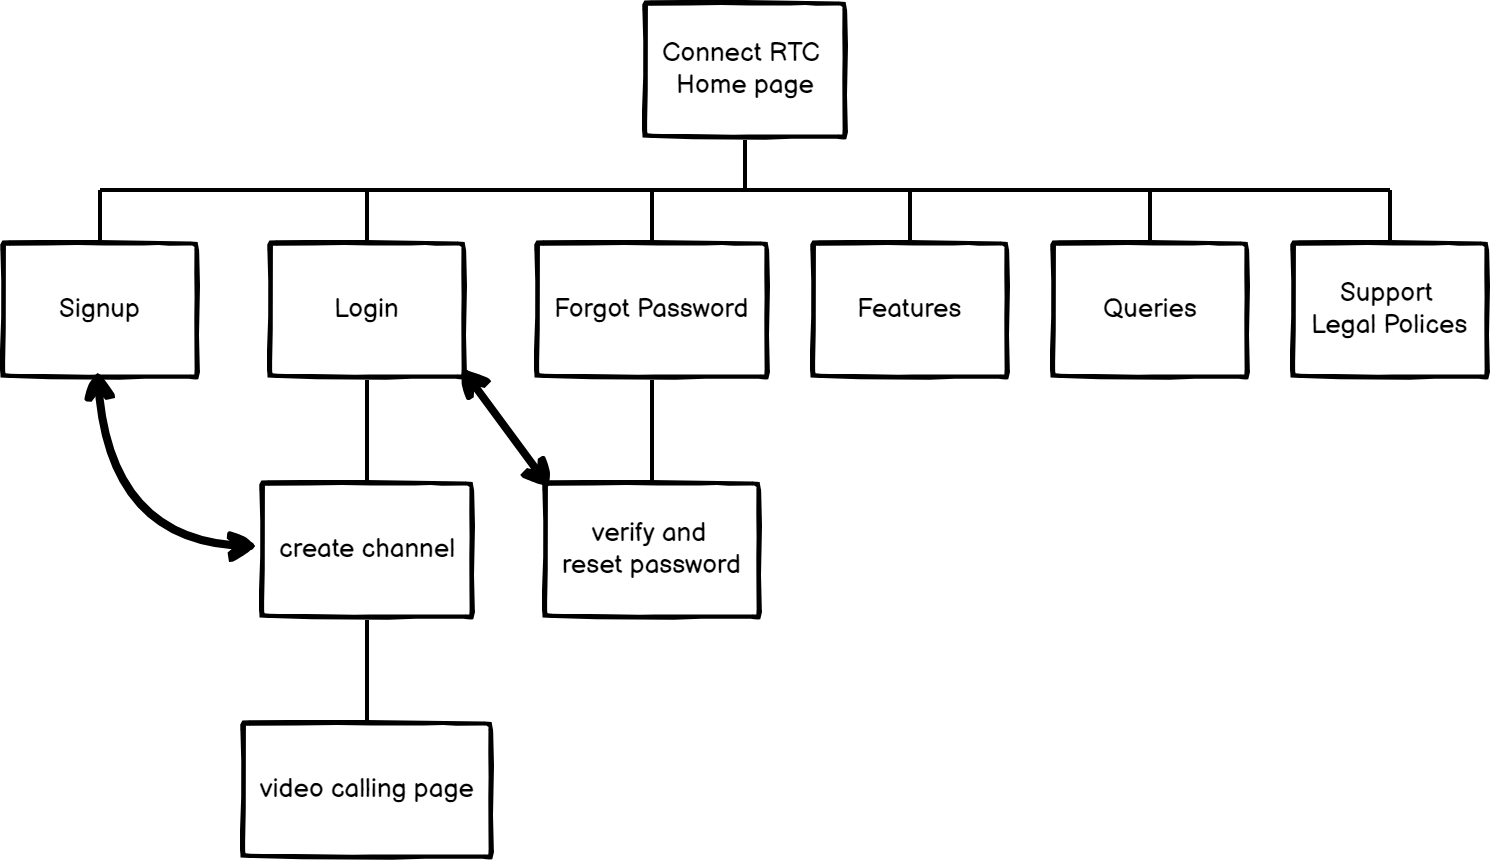 Connect RTC
Home page
Signup
Login
Forgot Password
Features
Queries
Support
Legal Polices
create channel
verify and
reset password
video calling page